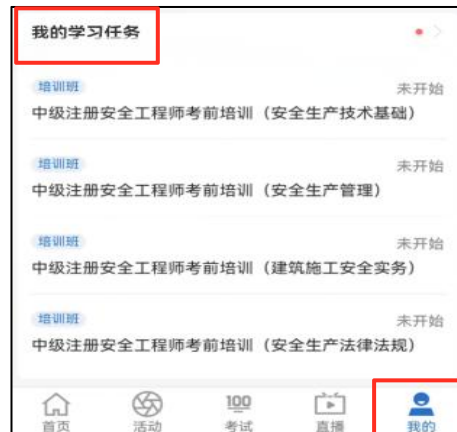 我的学习任务
培训班 未开始
中级注册安全工程师考前培训（安全生产技术基础）
培训班 未开始
中级注册安全工程师考前培训（安全生产管理）
培训班 未开始
中级注册安全工程师考前培训（建筑施工安全实务）
培训班 未开始
中级注册安全工程师考前培训（安全生产法律法规）
100
首页 活动 考试 直播 我的